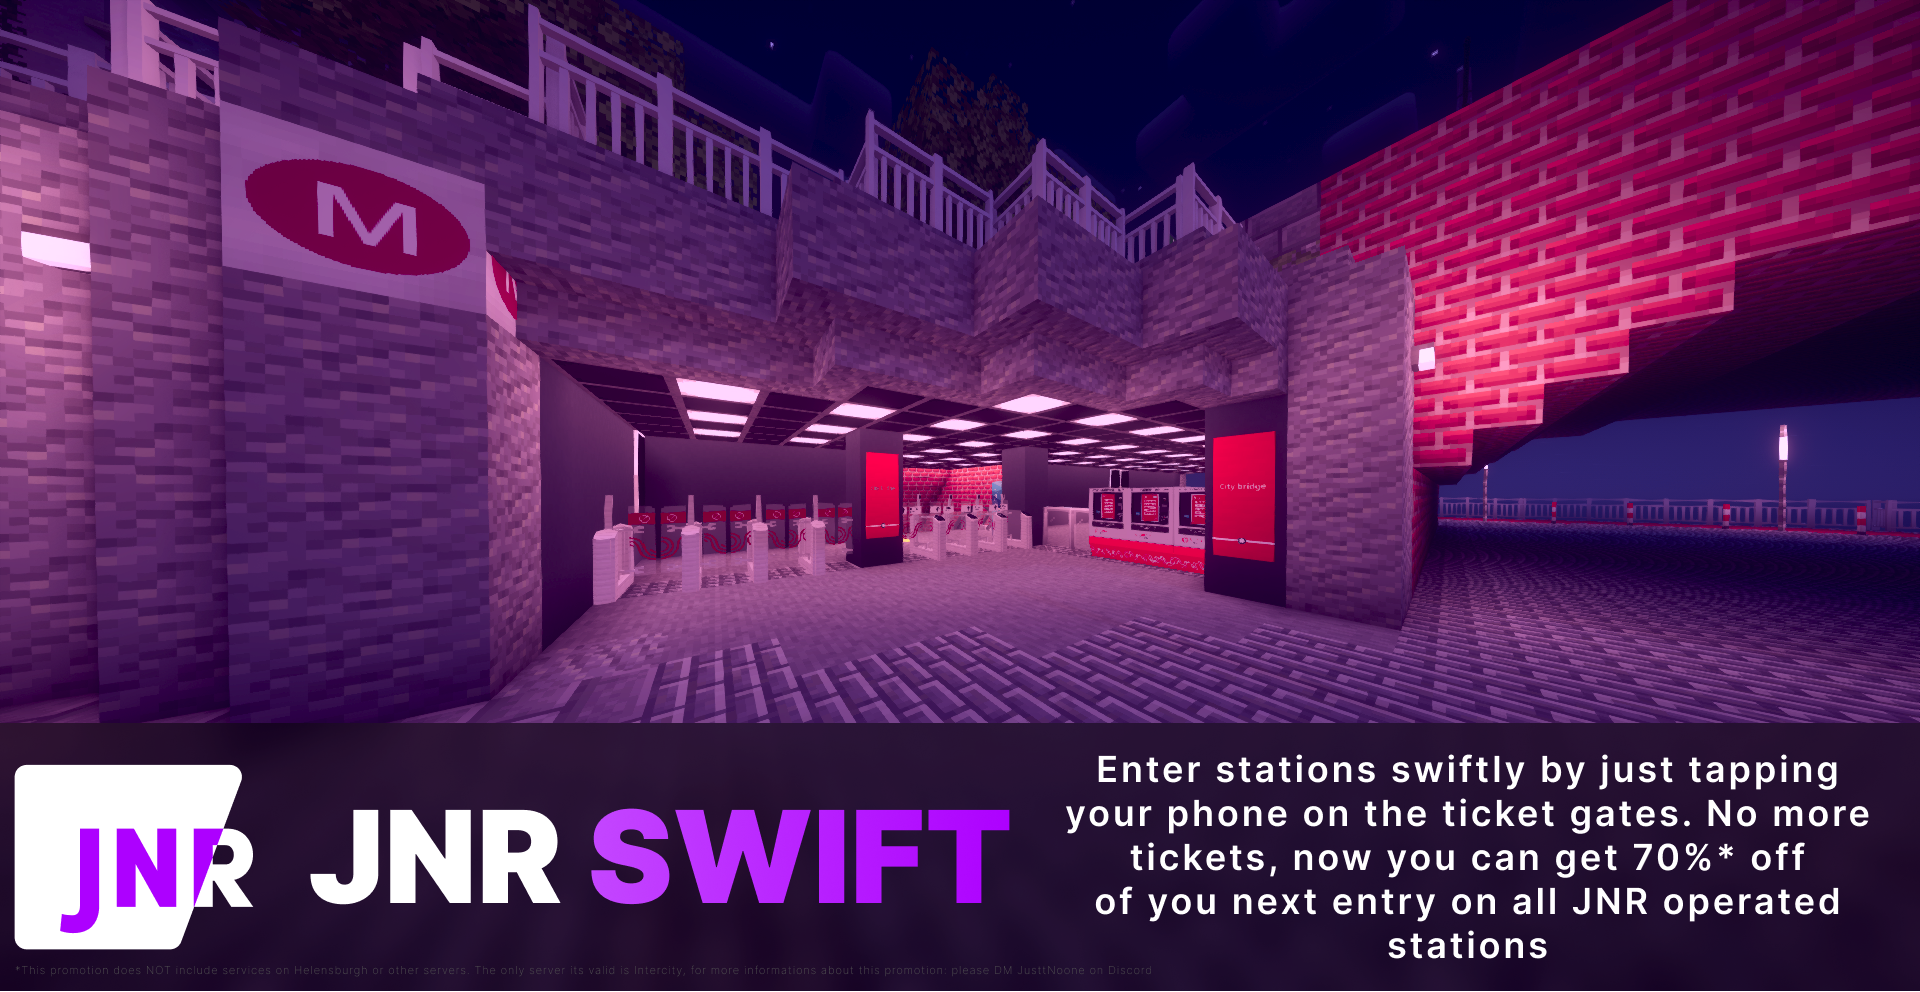 M
City bridge
JNR
JNR SWIFT
Enter stations swiftly by just tapping
your phone on the ticket gates. No more
tickets, now you can get 70%* off
of you next entry on all JNR operated
stations
*This promotion does NOT include services on Helensburgh or other servers. The only server its valid is Intercity, for more informations about this promotion: please DM JusttNoone on Discord